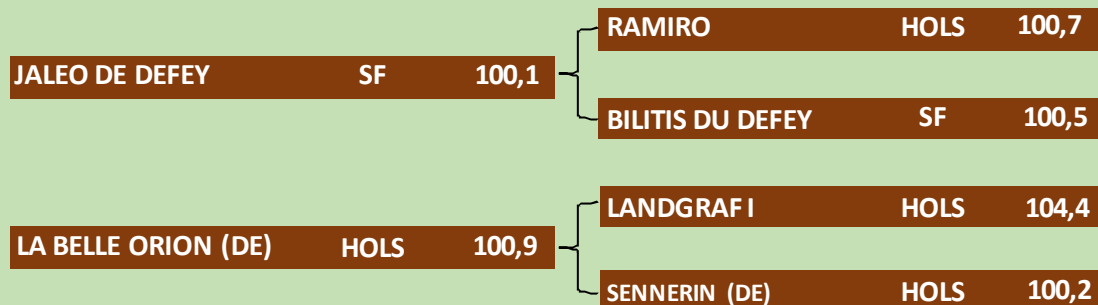 RAMIRO HOLS 100,7
JALEO DE DEFEY SF 100,1
BILITIS DU DEFEY SF 100,5
LANDGRAF I HOLS 104,4
LA BELLE ORION (DE) HOLS 100,9
SENNERIN (DE) HOLS 100,2